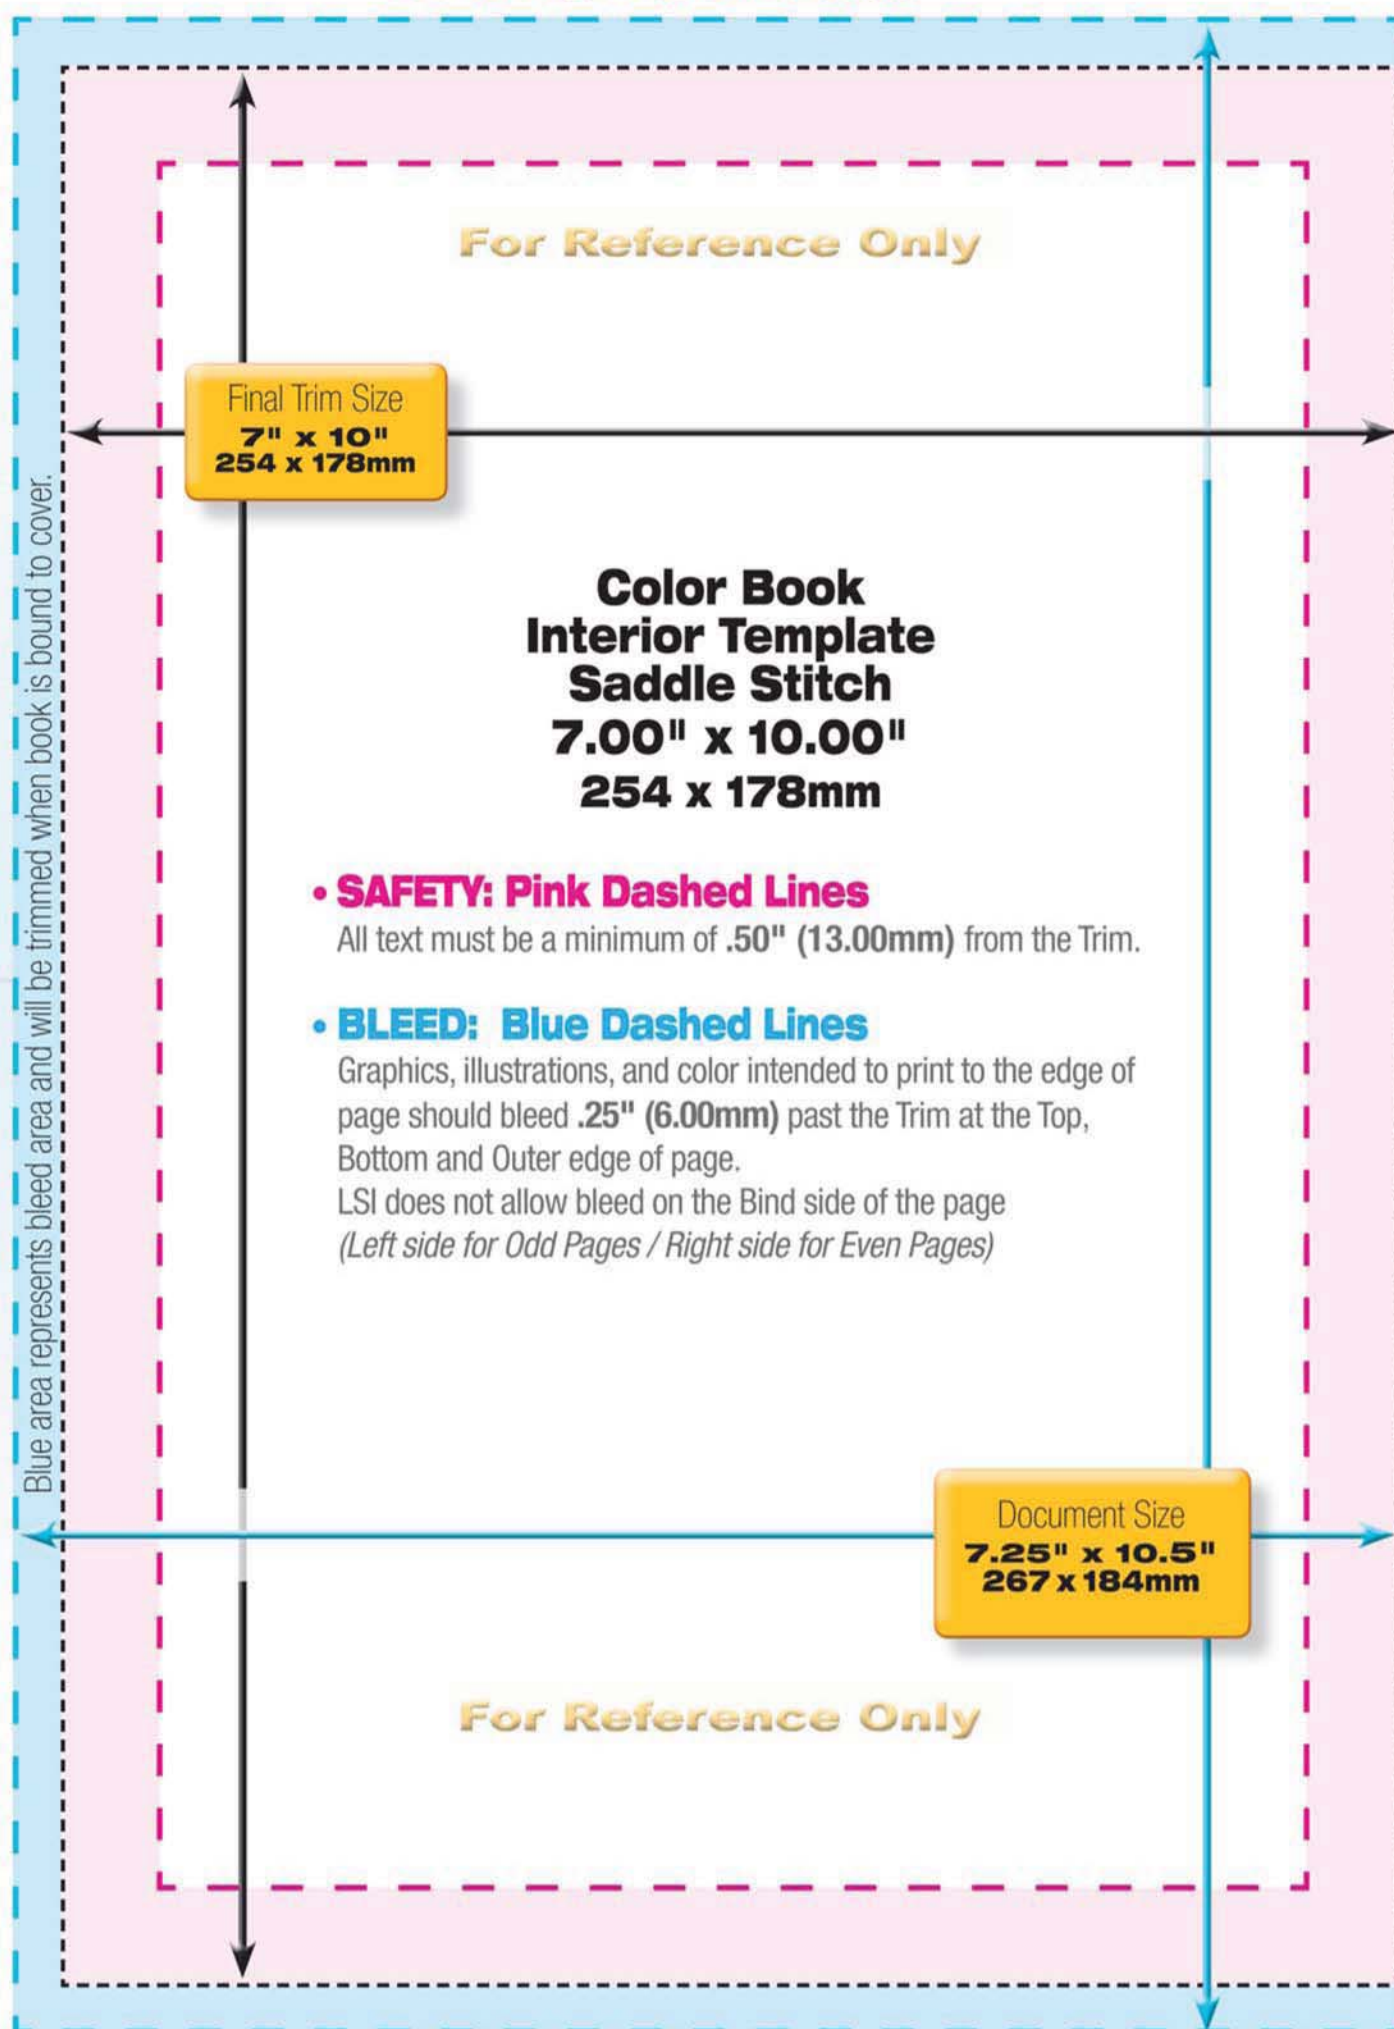 For Reference Only
Final Trim Size
7" x 10"
254 x 178mm
Blue area represents bleed area and will be trimmed when book is bound to cover.
Color Book
Interior Template
Saddle Stitch
7.00" x 10.00"
254 x 178mm
• SAFETY: Pink Dashed Lines
All text must be a minimum of .50" (13.00mm) from the Trim.
• BLEED: Blue Dashed Lines
Graphics, illustrations, and color intended to print to the edge of
page should bleed .25" (6.00mm) past the Trim at the Top,
Bottom and Outer edge of page.
LSI does not allow bleed on the Bind side of the page
(Left side for Odd Pages / Right side for Even Pages)
Document Size
7.25" x 10.5"
267 x 184mm
For Reference Only